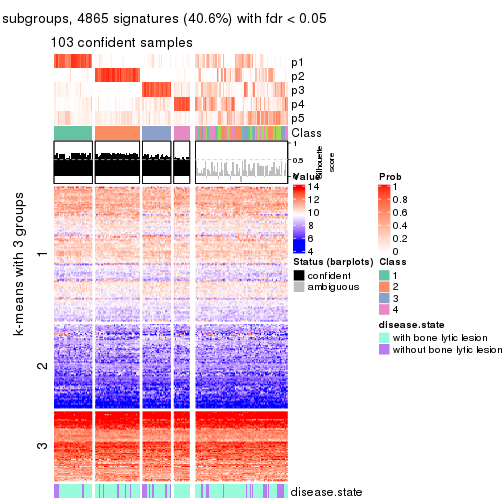 subgroups, 4865 signatures (40.6%) with fdr < 0.05
103 confident samples
p1
p2
p3
p4
p5
Class
1
0.5
0
Silhouette
score
k-means with 3 groups
1
2
3
Value
14
12
10
8
6
4
Status (barplots)
confident
ambiguous
Prob
1
0.8
0.6
0.4
0.2
0
Class
1
2
3
4
disease.state
with bone lytic lesion
without bone lytic lesion
disease.state